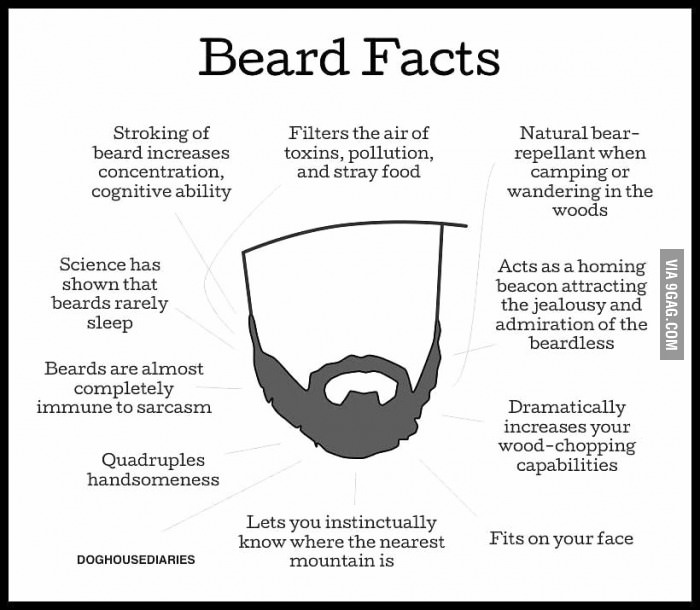 Beard Facts
Stroking of
beard increases
concentration,
cognitive ability
Filters the air of
toxins, pollution,
and stray food
Natural bear-
repellant when
camping or
wandering in the
woods
Science has
shown that
beards rarely
sleep
Acts as a homing
beacon attracting
the jealousy and
admiration of the
beardless
Beards are almost
completely
immune to sarcasm
Dramatically
increases your
wood-chopping
capabilities
Quadruples
handsomeness
Lets you instinctually
know where the nearest
mountain is
Fits on your face
DOGHOUSEDIARIES
VIA 9GAG.COM